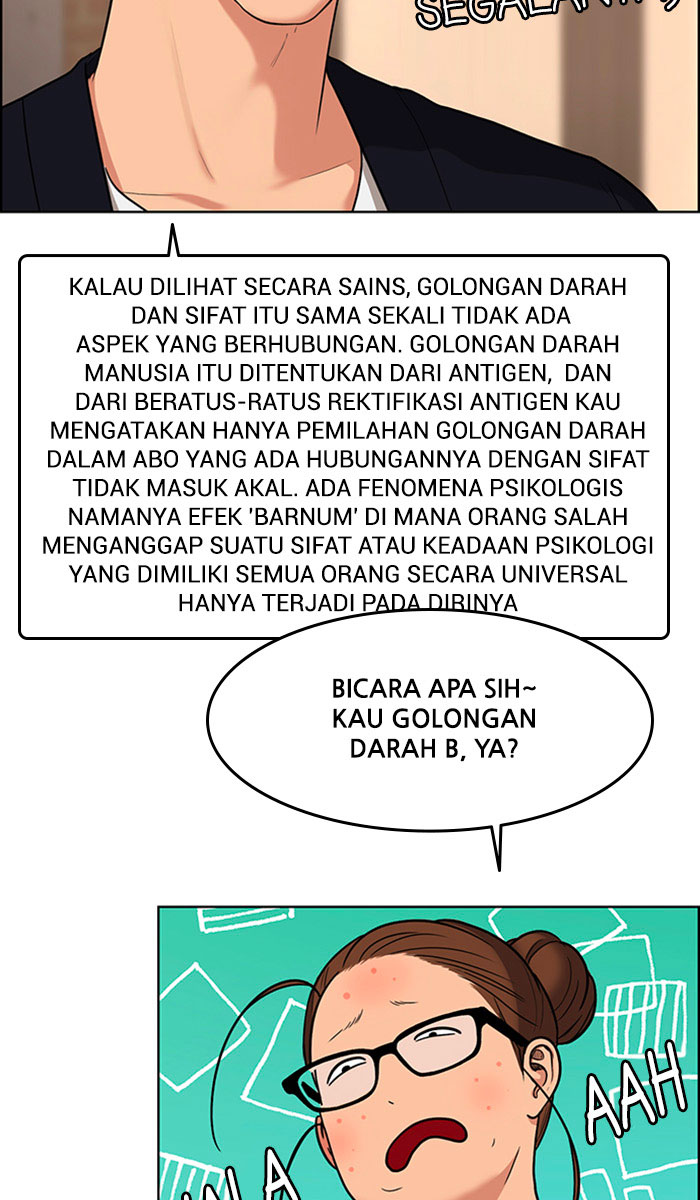 SEGALANYA,
KALAU DILIHAT SECARA SAINS, GOLONGAN DARAH
DAN SIFAT ITU SAMA SEKALI TIDAK ADA
ASPEK YANG BERHUBUNGAN. GOLONGAN DARAH
MANUSIA ITU DITENTUKAN DARI ANTIGEN, DAN
DARI BERATUS-RATUS REKTIFIKASI ANTIGEN KAU
MENGATAKAN HANYA PEMILAHAN GOLONGAN DARAH
DALAM ABO YANG ADA HUBUNGANNYA DENGAN SIFAT
TIDAK MASUK AKAL. ADA FENOMENA PSIKOLOGIS
NAMANYA EFEK 'BARNUM' DI MANA ORANG SALAH
MENGANGGAP SUATU SIFAT ATAU KEADAAN PSIKOLOGI
YANG DIMILIKI SEMUA ORANG SECARA UNIVERSAL
HANYA TERJADI PADA DIRINYA
BICARA APA SIH~
KAU GOLONGAN
DARAH B, YA?
AAH